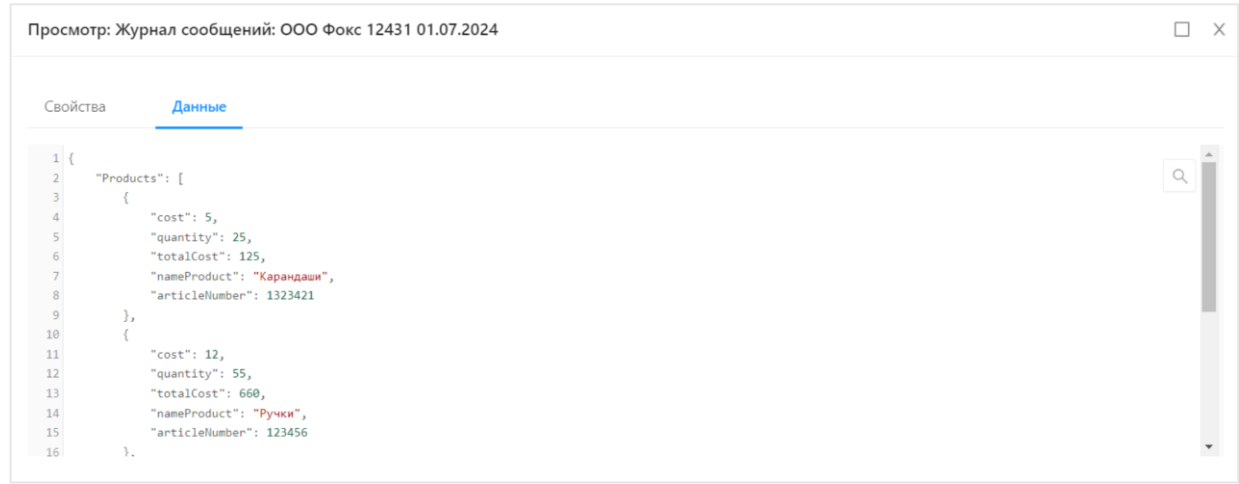 Просмотр: Журнал сообщений: ООО Фокс 12431 01.07.2024
Свойства Данные
1 {
2 "Products": [
3 {
4 "cost": 5,
5 "quantity": 25,
6 "totalCost": 125,
7 "nameProduct": "Карандаши",
8 "articleNumber": 1323421
9 },
10 {
11 "cost": 12,
12 "quantity": 55,
13 "totalCost": 660,
14 "nameProduct": "Ручки",
15 "articleNumber": 123456
16 },